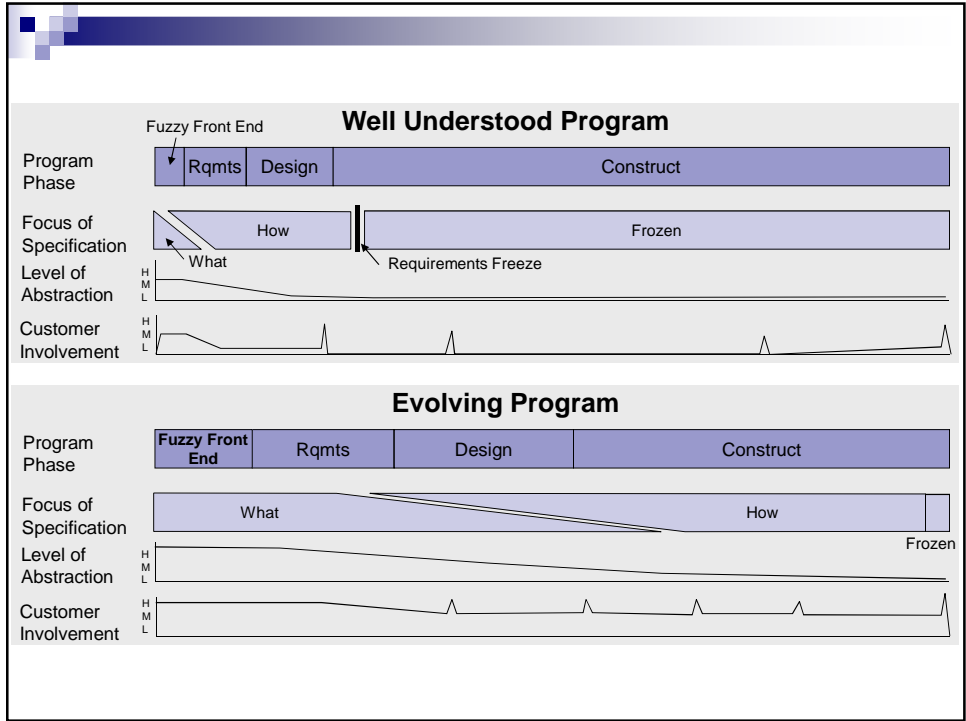 Well Understood Program
Fuzzy Front End
Program
Phase
Rqmts
Design
Construct
Focus of
Specification
How
Frozen
What
Requirements Freeze
Level of
Abstraction
H
M
L
Customer
Involvement
H
M
L
Evolving Program
Program
Phase
Fuzzy Front
End
Rqmts
Design
Construct
Focus of
Specification
What
How
Frozen
Level of
Abstraction
H
M
L
Customer
Involvement
H
M
L